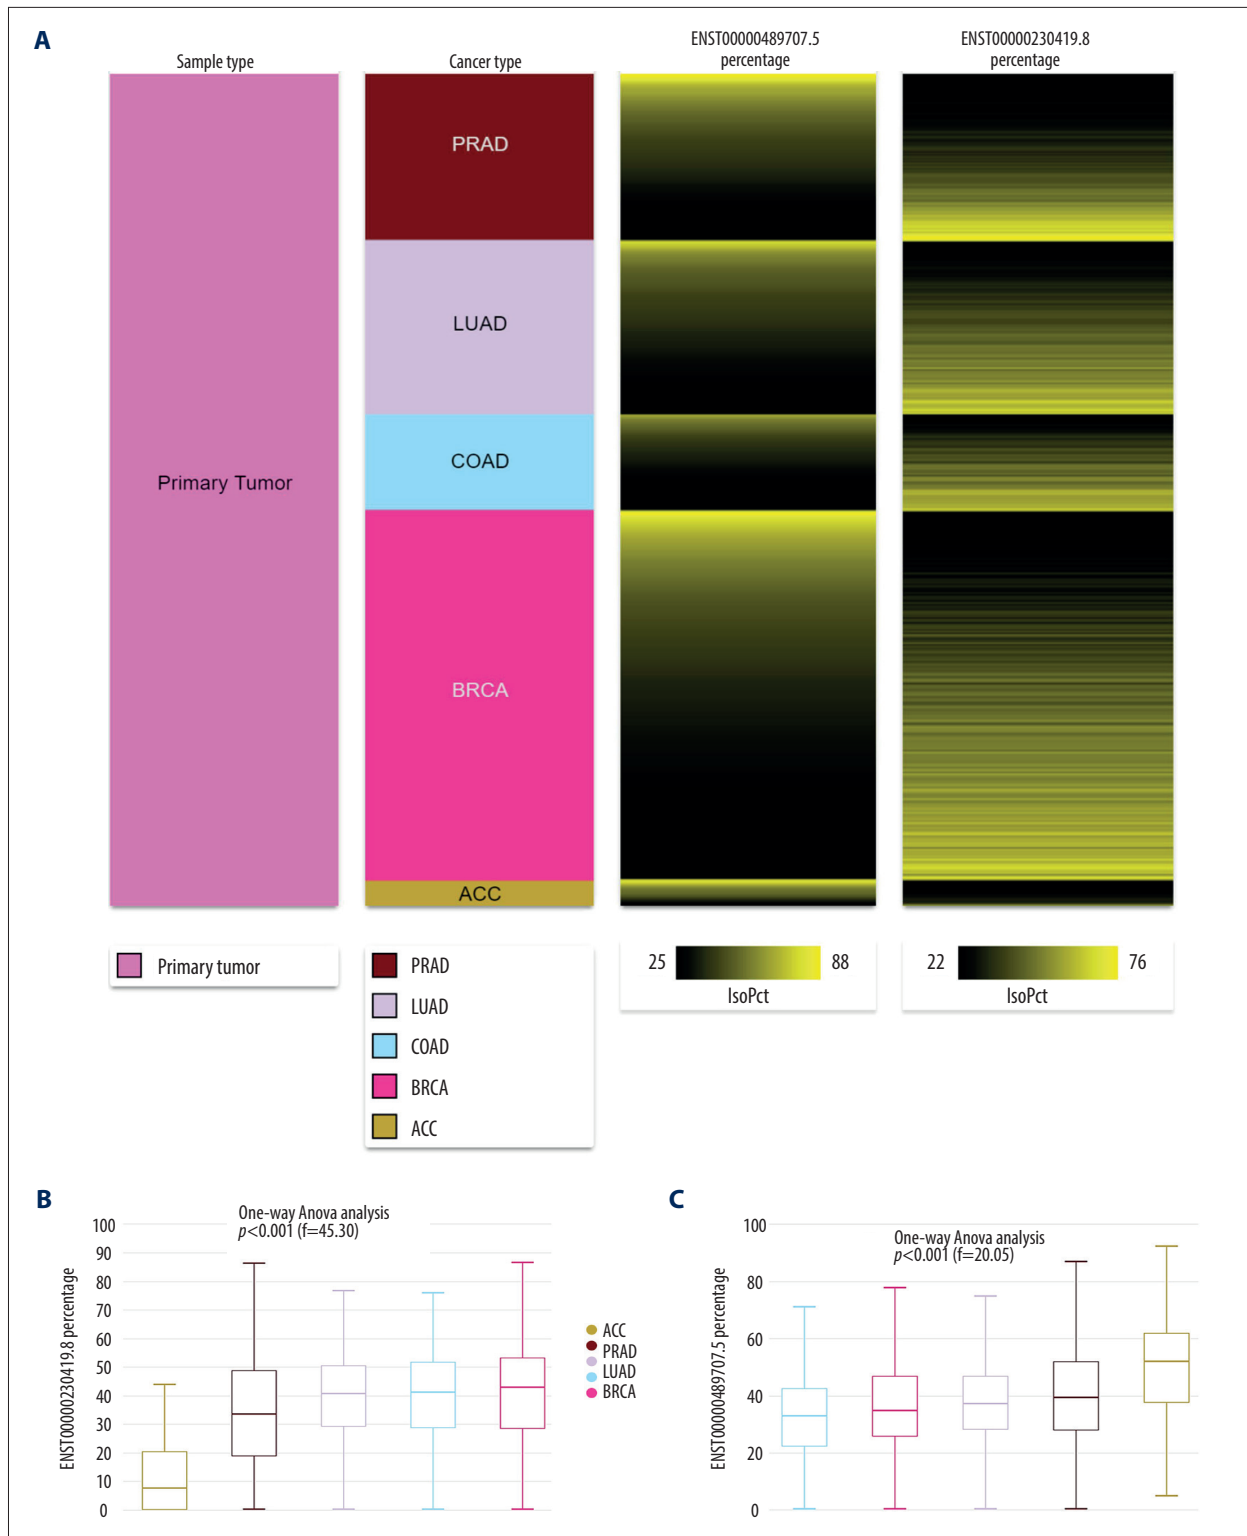 A
Sample type
Cancer type
ENST00000489707.5
percentage
ENST00000230419.8
percentage
PRAD
LUAD
COAD
Primary Tumor
BRCA
ACC
Primary tumor
PRAD
LUAD
COAD
BRCA
ACC
25 88
IsoPct
22 76
IsoPct
B
One-way Anova analysis
p<0.001 (f=45.30)
ENST00000230419.8 percentage
100
90
80
70
60
50
40
30
20
10
0
ACC
PRAD
LUAD
LUAD
BRCA
C
One-way Anova analysis
p<0.001 (f=20.05)
ENST00000489707.5 percentage
100
80
60
40
20
0